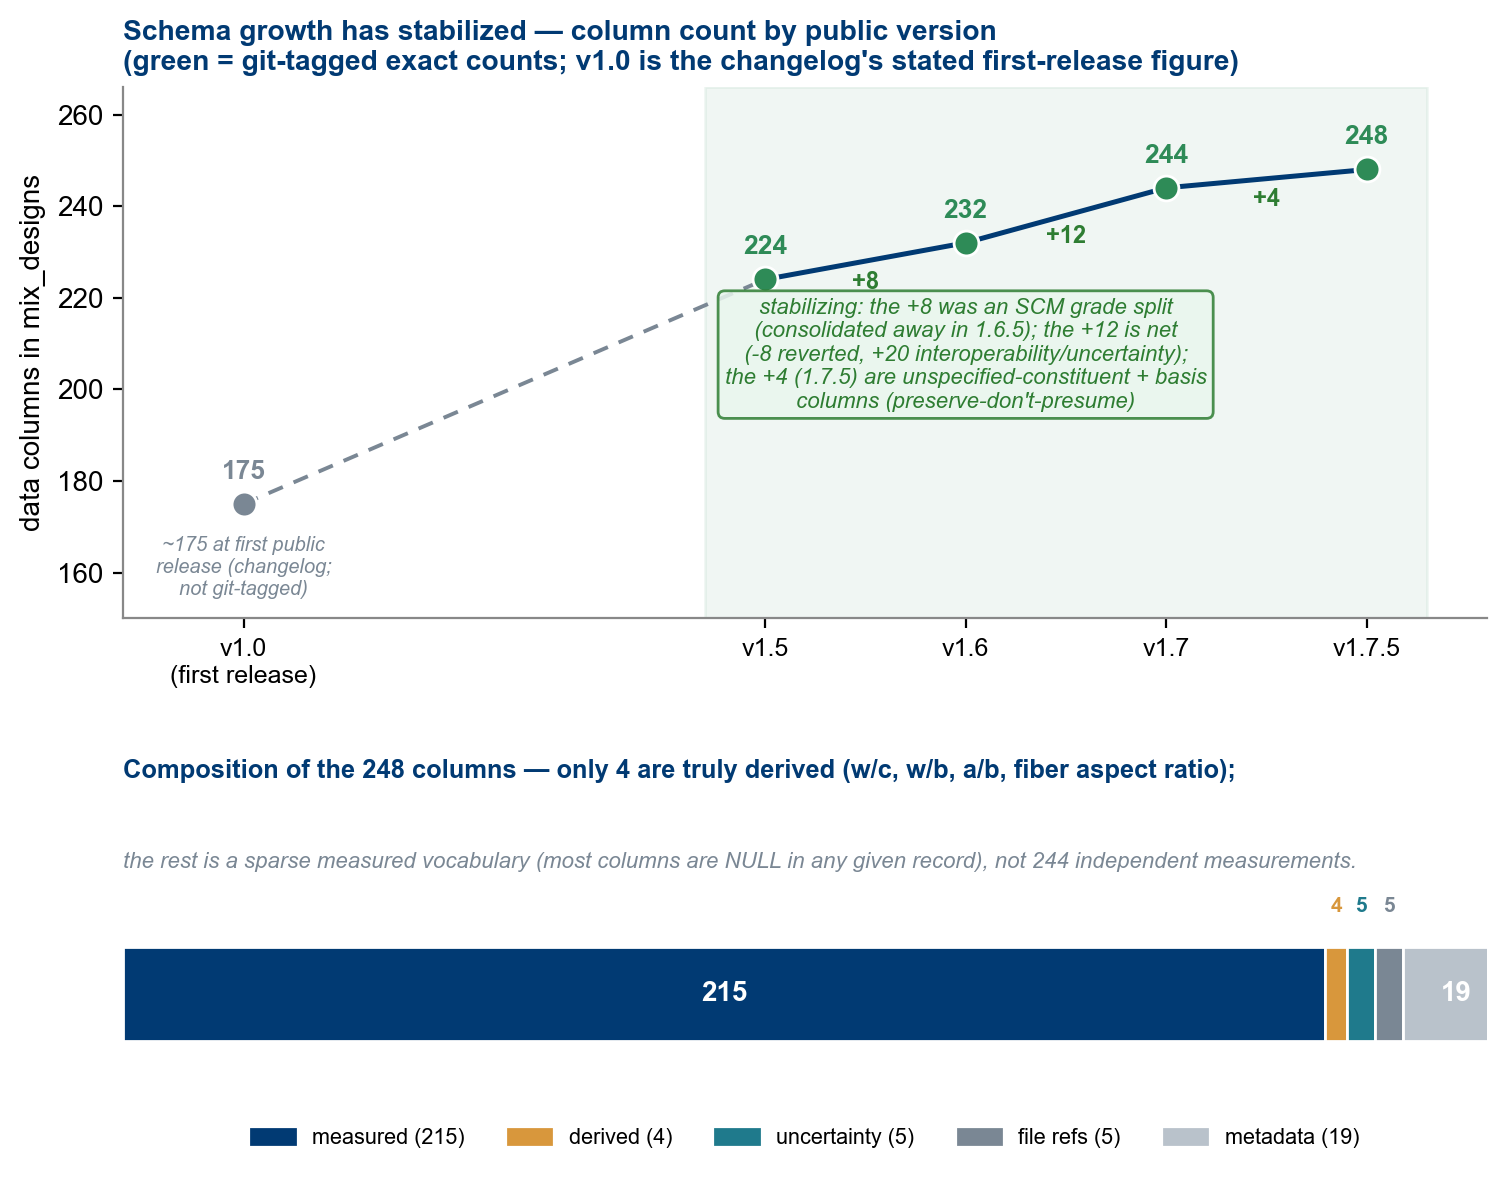 Schema growth has stabilized — column count by public version
(green = git-tagged exact counts; v1.0 is the changelog's stated first-release figure)
data columns in mix_designs
260
240
220
200
180
160
175
224
232
244
248
+8
+12
+4
stabilizing: the +8 was an SCM grade split
(consolidated away in 1.6.5); the +12 is net
(-8 reverted, +20 interoperability/uncertainty);
the +4 (1.7.5) are unspecified-constituent + basis
columns (preserve-don't-presume)
~175 at first public
release (changelog;
not git-tagged)
v1.0
(first release)
v1.5
v1.6
v1.7
v1.7.5
Composition of the 248 columns — only 4 are truly derived (w/c, w/b, a/b, fiber aspect ratio);
the rest is a sparse measured vocabulary (most columns are NULL in any given record), not 244 independent measurements.
4 5 5
215
19
measured (215)
derived (4)
uncertainty (5)
file refs (5)
metadata (19)